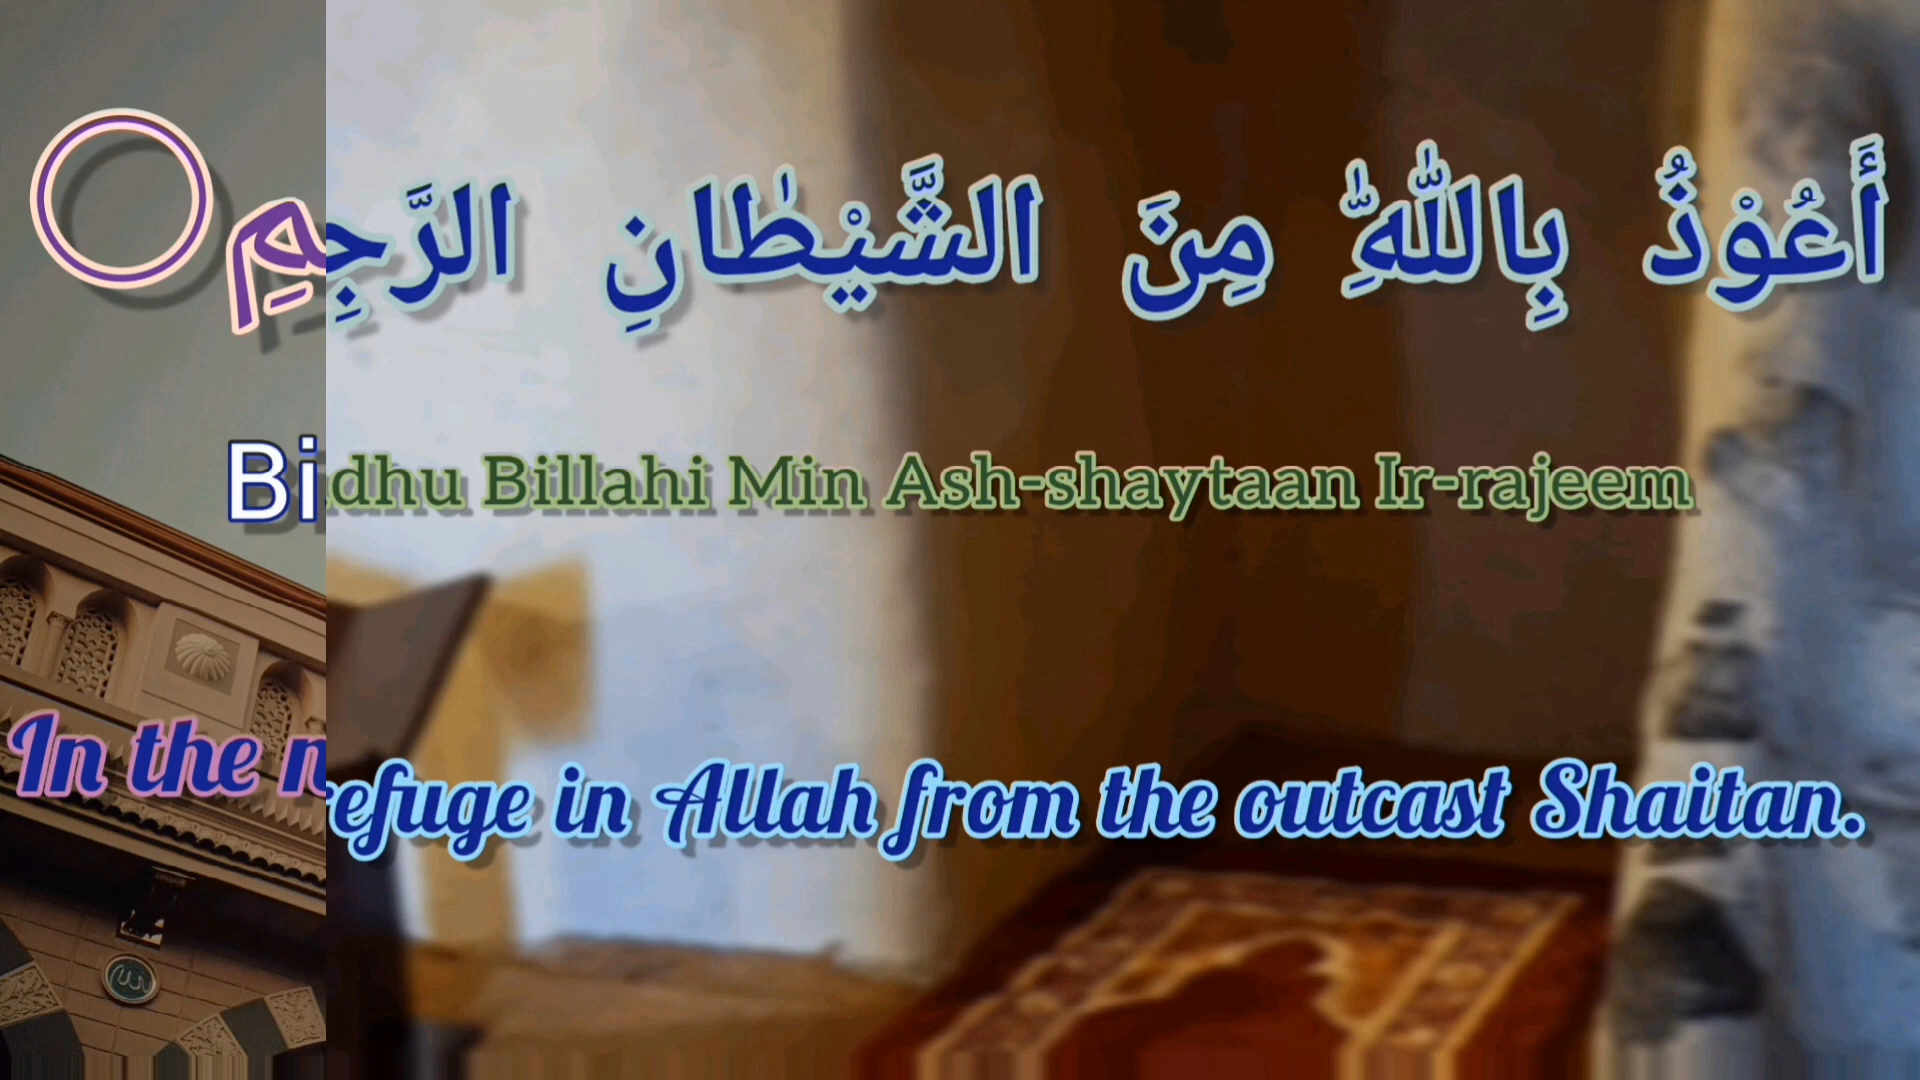 أَعُوْذُ بِاللّٰهِ مِنَ الشَّيْطٰانِ الرَّجِمِ
Bi dhu Billahi Min Ash-shaytaan Ir-rajeem
In the refuge in Allah from the outcast Shaitan.